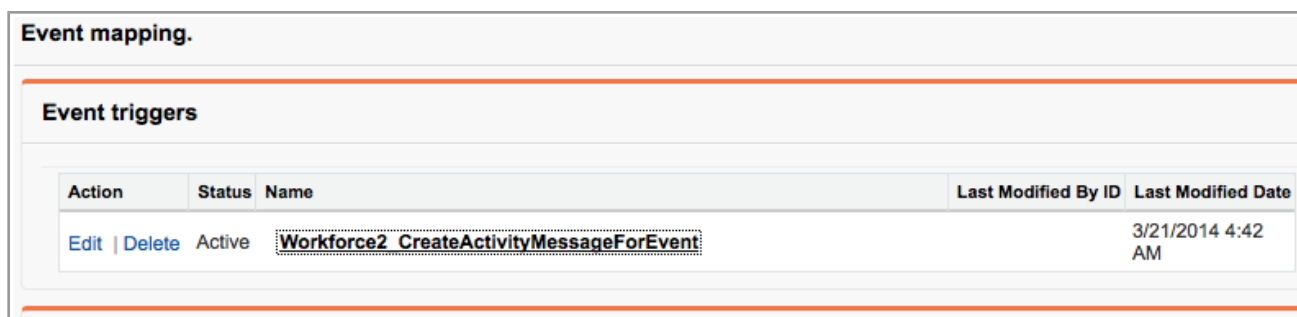 Event mapping.
Event triggers
Action Status Name Last Modified By ID Last Modified Date
Edit | Delete Active Workforce2_CreateActivityMessageForEvent 3/21/2014 4:42
AM